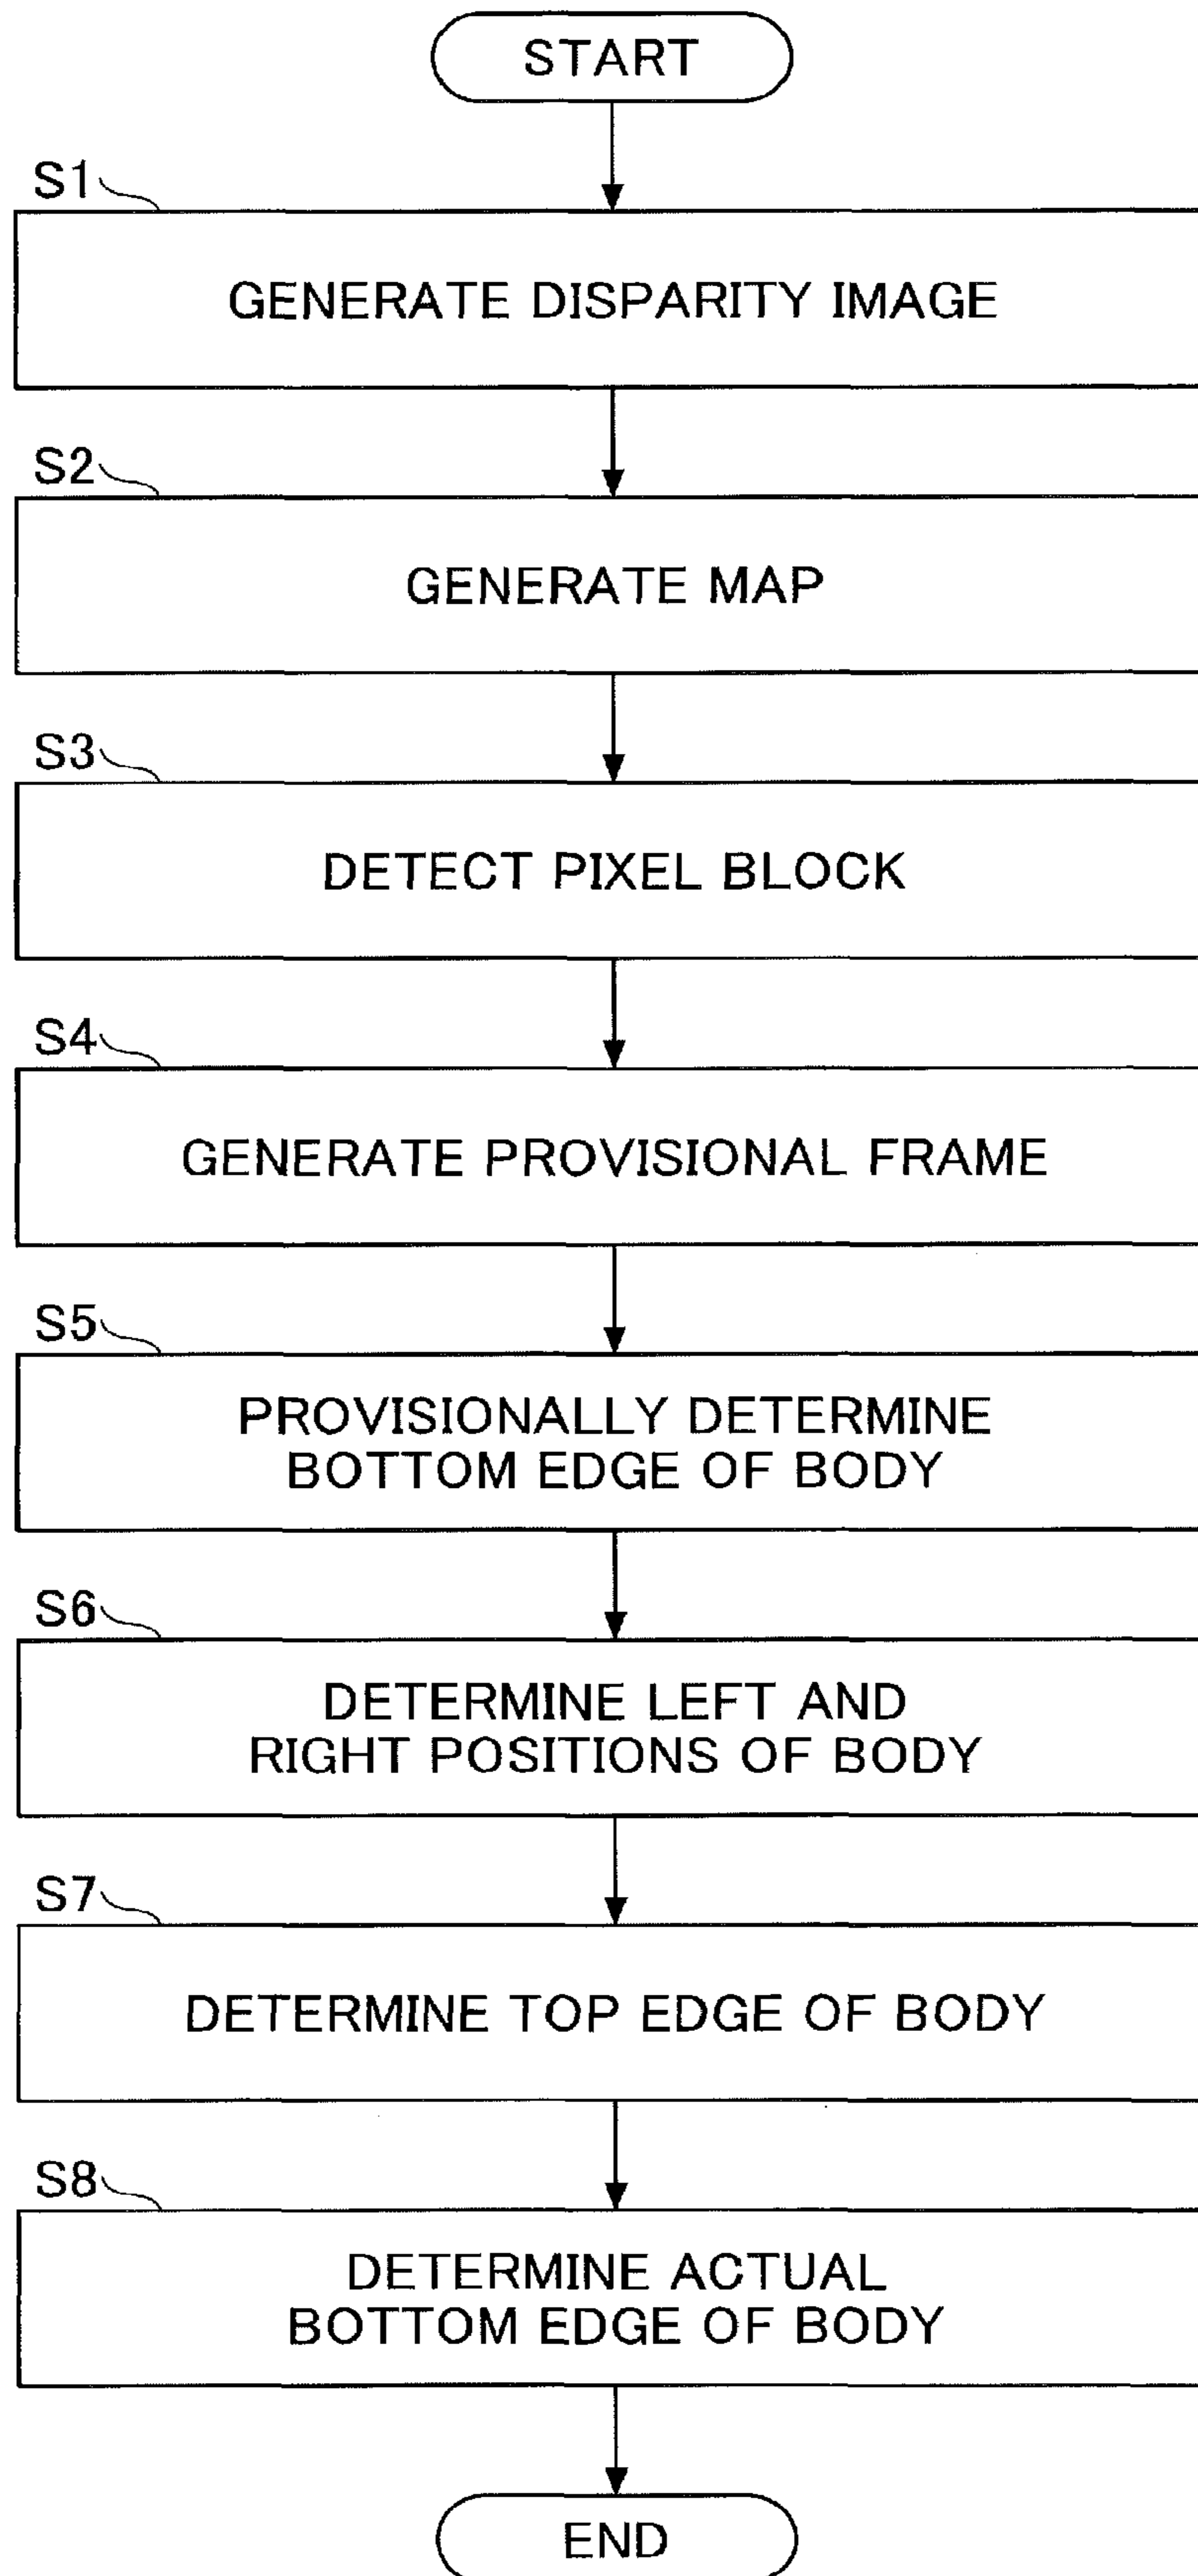 START
S1
GENERATE DISPARITY IMAGE
S2
GENERATE MAP
S3
DETECT PIXEL BLOCK
S4
GENERATE PROVISIONAL FRAME
S5
PROVISIONALLY DETERMINE
BOTTOM EDGE OF BODY
S6
DETERMINE LEFT AND
RIGHT POSITIONS OF BODY
S7
DETERMINE TOP EDGE OF BODY
S8
DETERMINE ACTUAL
BOTTOM EDGE OF BODY
END